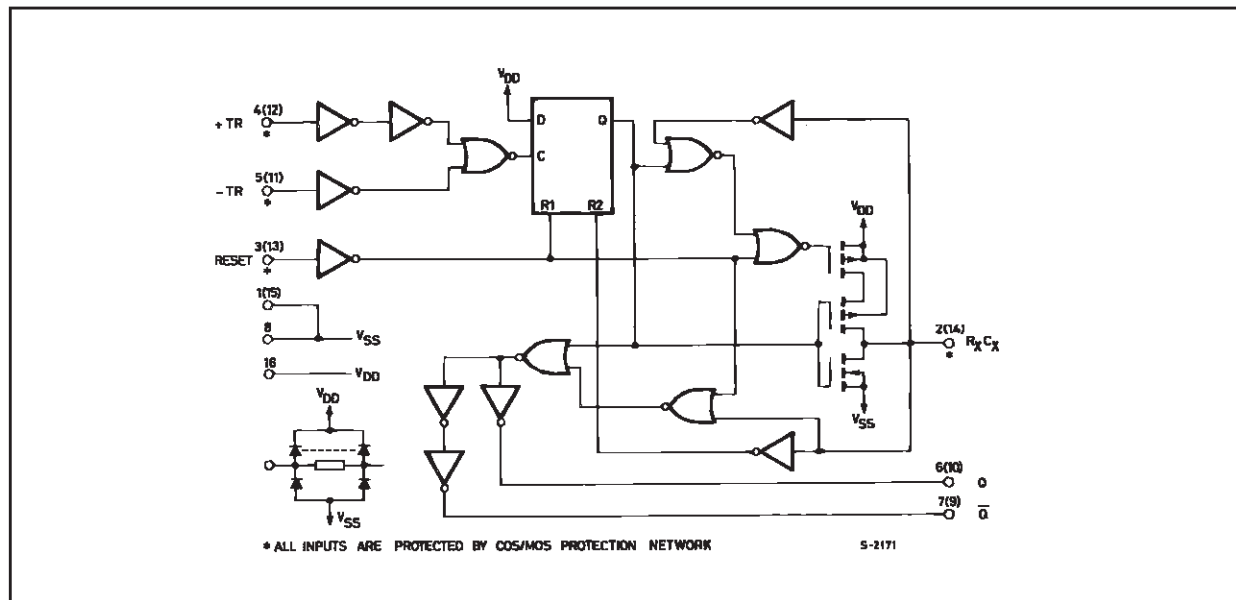 VDD
4(12)
+ TR
*
D
Q
C
5(11)
- TR
*
R1
R2
VDD
RESET
3(13)
*
1(15)
8
VSS
2(14)
RXCX
*
16
VDD
VDD
VSS
6(10)
Q
7(9)
Q̅
VSS
* ALL INPUTS ARE PROTECTED BY COS/MOS PROTECTION NETWORK
S-2171